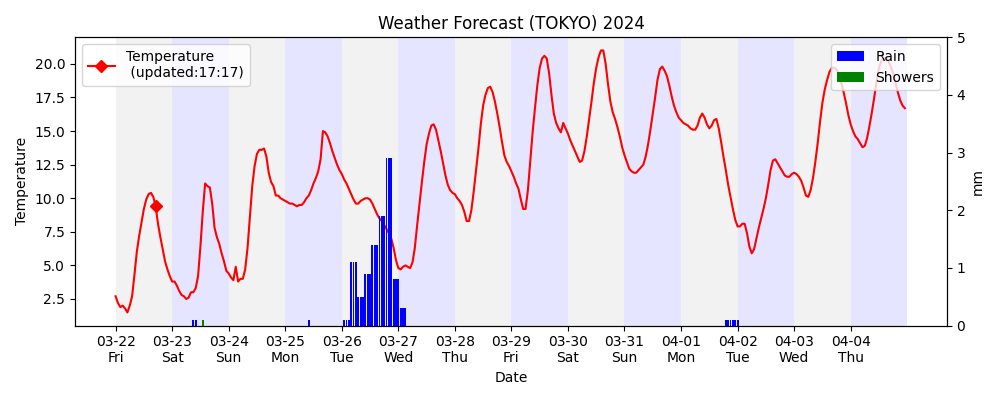 Weather Forecast (TOKYO) 2024
Temperature
(updated:17:17)
Rain
Showers
Temperature
20.0
17.5
15.0
12.5
10.0
7.5
5.0
2.5
5
4
3
2
1
0
mm
03-22 03-23 03-24 03-25 03-26 03-27 03-28 03-29 03-30 03-31 04-01 04-02 04-03 04-04
Fri Sat Sun Mon Tue Wed Thu Fri Sat Sun Mon Tue Wed Thu
Date